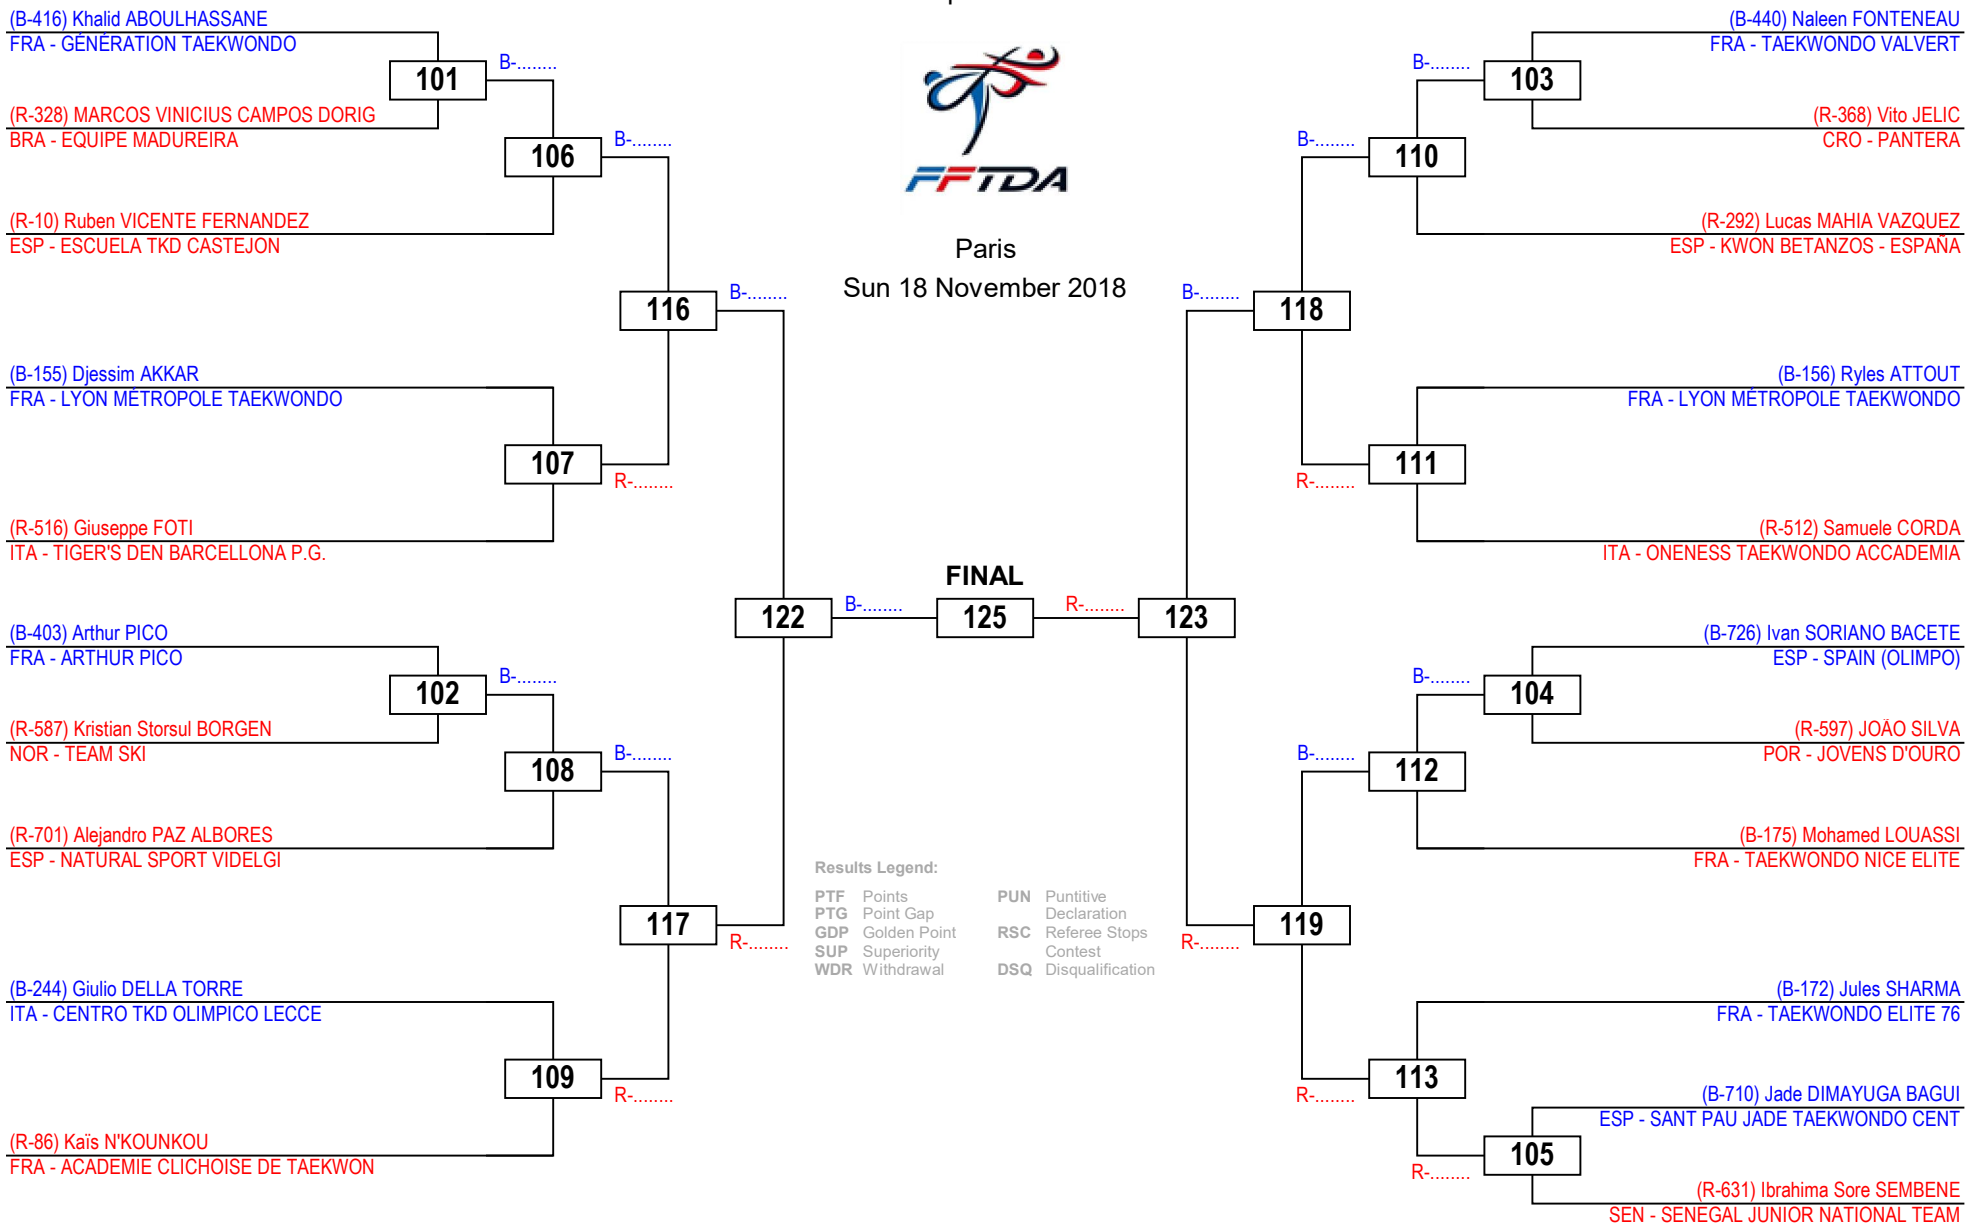 (B-416) Khalid ABOULHASSANE
FRA - GÉNÉRATION TAEKWONDO
101
B-........
(R-328) MARCOS VINICIUS CAMPOS DORIG
BRA - EQUIPE MADUREIRA
106
B-........
(R-10) Ruben VICENTE FERNANDEZ
ESP - ESCUELA TKD CASTEJON
116
B-........
(B-155) Djessim AKKAR
FRA - LYON MÉTROPOLE TAEKWONDO
107
R-........
(R-516) Giuseppe FOTI
ITA - TIGER'S DEN BARCELLONA P.G.
122
B-........
(B-403) Arthur PICO
FRA - ARTHUR PICO
102
B-........
(R-587) Kristian Storsul BORGEN
NOR - TEAM SKI
108
B-........
(R-701) Alejandro PAZ ALBORES
ESP - NATURAL SPORT VIDELGI
117
R-........
(B-244) Giulio DELLA TORRE
ITA - CENTRO TKD OLIMPICO LECCE
109
R-........
(R-86) Kaïs N'KOUNKOU
FRA - ACADEMIE CLICHOISE DE TAEKWON
FFTDA
Paris
Sun 18 November 2018
FINAL
125
Results Legend:
PTF Points
PTG Point Gap
GDP Golden Point
SUP Superiority
WDR Withdrawal
PUN Puntitive
Declaration
RSC Referee Stops
Contest
DSQ Disqualification
(B-440) Naleen FONTENEAU
FRA - TAEKWONDO VALVERT
B-........
103
(R-368) Vito JELIC
CRO - PANTERA
B-........
110
(R-292) Lucas MAHIA VAZQUEZ
ESP - KWON BETANZOS - ESPAÑA
B-........
118
(B-156) Ryles ATTOUT
FRA - LYON MÉTROPOLE TAEKWONDO
111
R-........
(R-512) Samuele CORDA
ITA - ONENESS TAEKWONDO ACCADEMIA
R-........
123
(B-726) Ivan SORIANO BACETE
ESP - SPAIN (OLIMPO)
B-........
104
(R-597) JOÃO SILVA
POR - JOVENS D'OURO
B-........
112
(B-175) Mohamed LOUASSI
FRA - TAEKWONDO NICE ELITE
119
R-........
(B-172) Jules SHARMA
FRA - TAEKWONDO ELITE 76
113
R-........
(B-710) Jade DIMAYUGA BAGUI
ESP - SANT PAU JADE TAEKWONDO CENT
105
R-........
(R-631) Ibrahima Sore SEMBENE
SEN - SENEGAL JUNIOR NATIONAL TEAM